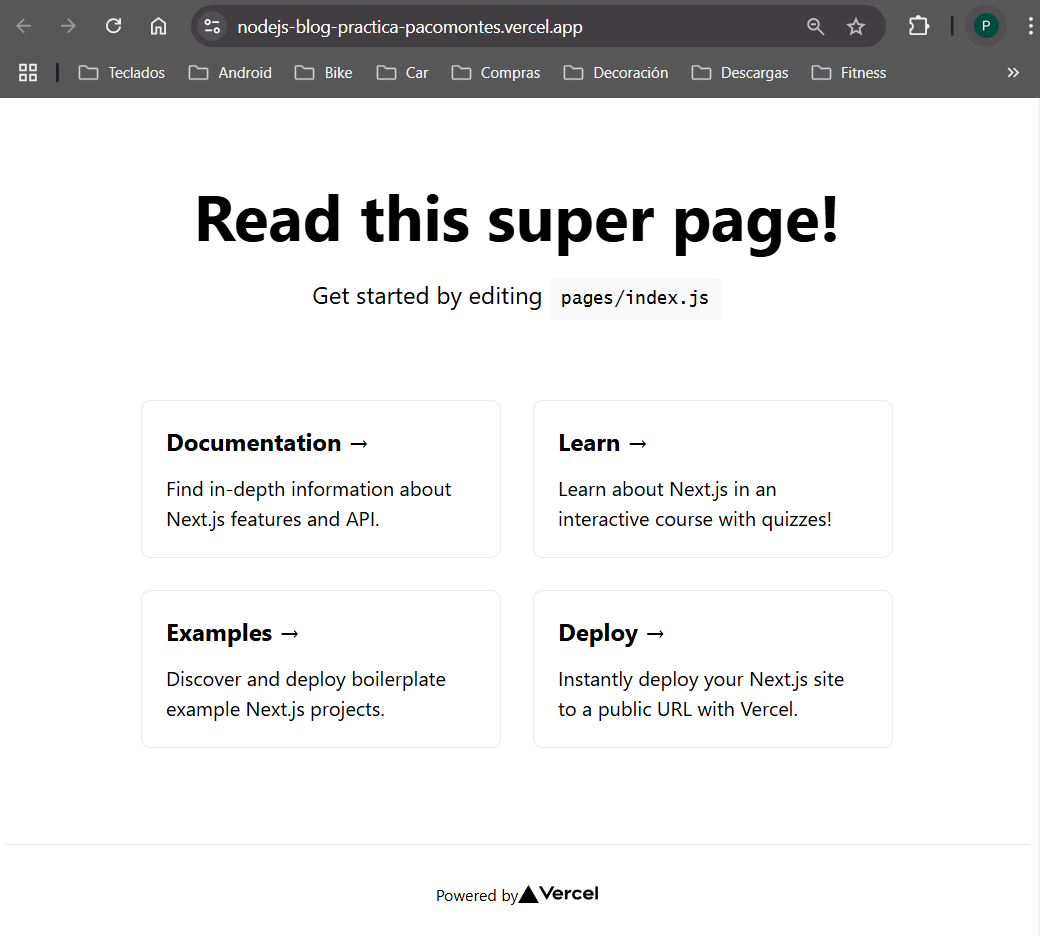 nodejs-blog-practica-pacomontes.vercel.app
P
Teclados Android Bike Car Compras Decoración Descargas Fitness
Read this super page!
Get started by editing pages/index.js
Documentation →
Find in-depth information about
Next.js features and API.
Learn →
Learn about Next.js in an
interactive course with quizzes!
Examples →
Discover and deploy boilerplate
example Next.js projects.
Deploy →
Instantly deploy your Next.js site
to a public URL with Vercel.
Powered by Vercel